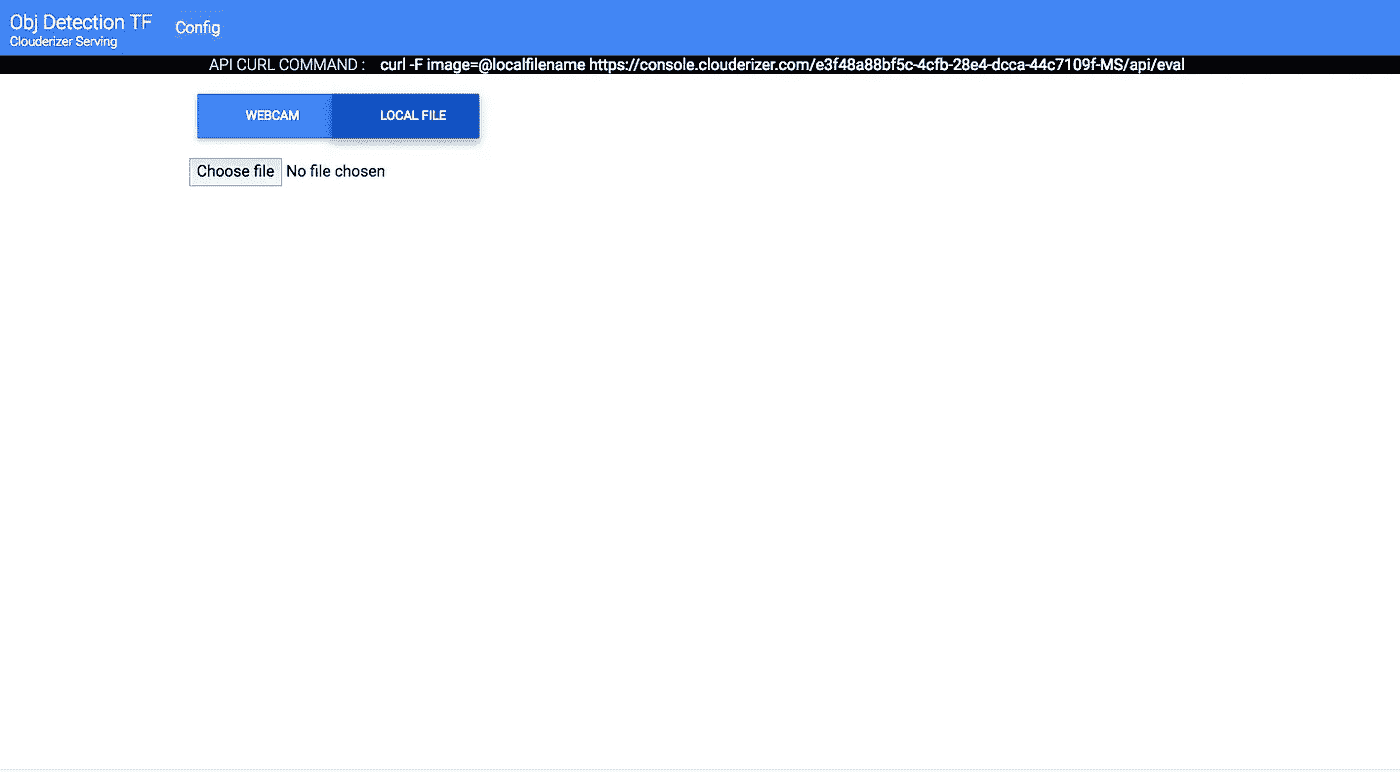 Obj Detection TF
Clouderizer Serving
Config
API CURL COMMAND : curl -F image=@localfilename https://console.clouderizer.com/e3f48a88bf5c-4cfb-28e4-dcca-44c7109f-MS/api/eval
WEBCAM
LOCAL FILE
Choose file No file chosen